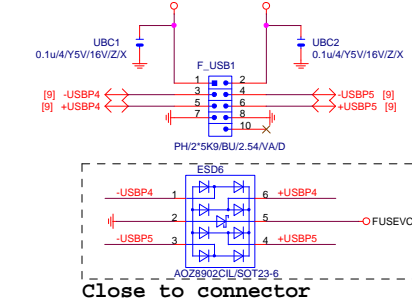 UBC1
0.1u/4/Y5V/16V/Z/X
UBC2
0.1u/4/Y5V/16V/Z/X
F_USB1
1 2
[9] -USBP4 3 4 -USBP5 [9]
[9] +USBP4 5 6 +USBP5 [9]
7 8
10
PH/2*5K9/BU/2.54/VA/D
ESD6
-USBP4 1 6 +USBP4
2 5 FUSEVC
-USBP5 3 4 +USBP5
AOZ8902CIL/SOT23-6
Close to connector